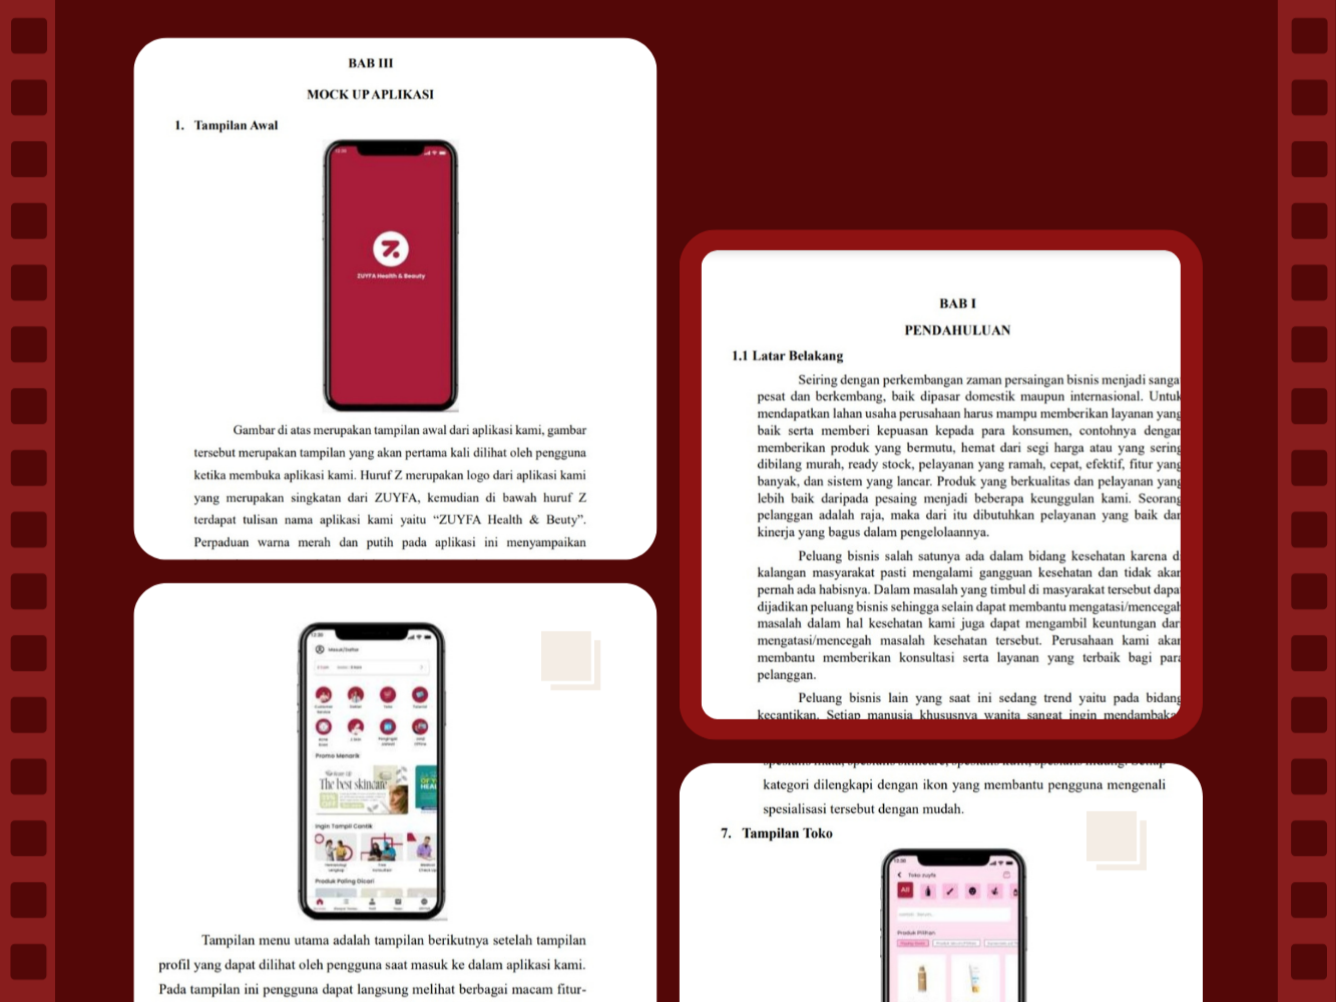 BAB III
MOCK UP APLIKASI
1. Tampilan Awal
ZUYFA Health & Beauty
Gambar di atas merupakan tampilan awal dari aplikasi kami, gambar
tersebut merupakan tampilan yang akan pertama kali dilihat oleh pengguna
ketika membuka aplikasi kami. Huruf Z merupakan logo dari aplikasi kami
yang merupakan singkatan dari ZUYFA, kemudian di bawah huruf Z
terdapat tulisan nama aplikasi kami yaitu “ZUYFA Health & Beuty”.
Perpaduan warna merah dan putih pada aplikasi ini menyampaikan
Promo Menarik
The best skincare
Ingin Tampil Cantik
Produk Paling Dicari
Tampilan menu utama adalah tampilan berikutnya setelah tampilan
profil yang dapat dilihat oleh pengguna saat masuk ke dalam aplikasi kami.
Pada tampilan ini pengguna dapat langsung melihat berbagai macam fitur-
BAB I
PENDAHULUAN
1.1 Latar Belakang
Seiring dengan perkembangan zaman persaingan bisnis menjadi sanga
pesat dan berkembang, baik dipasar domestik maupun internasional. Untuk
mendapatkan lahan usaha perusahaan harus mampu memberikan layanan yang
baik serta memberi kepuasan kepada para konsumen, contohnya dengan
memberikan produk yang bermutu, hemat dari segi harga atau yang sering
dibilang murah, ready stock, pelayanan yang ramah, cepat, efektif, fitur yang
banyak, dan sistem yang lancar. Produk yang berkualitas dan pelayanan yang
lebih baik daripada pesaing menjadi beberapa keunggulan kami. Seorang
pelanggan adalah raja, maka dari itu dibutuhkan pelayanan yang baik dan
kinerja yang bagus dalam pengelolaannya.
Peluang bisnis salah satunya ada dalam bidang kesehatan karena d
kalangan masyarakat pasti mengalami gangguan kesehatan dan tidak akan
pernah ada habisnya. Dalam masalah yang timbul di masyarakat tersebut dapa
dijadikan peluang bisnis sehingga selain dapat membantu mengatasi/mencegah
masalah dalam hal kesehatan kami juga dapat mengambil keuntungan dar
mengatasi/mencegah masalah kesehatan tersebut. Perusahaan kami akan
membantu memberikan konsultasi serta layanan yang terbaik bagi para
pelanggan.
Peluang bisnis lain yang saat ini sedang trend yaitu pada bidang
kecantikan. Setiap manusia khususnya wanita sangat ingin mendambaka
kategori dilengkapi dengan ikon yang membantu pengguna mengenali
spesialisasi tersebut dengan mudah.
7. Tampilan Toko
Toko zuyfa
All
Produk Pilihan